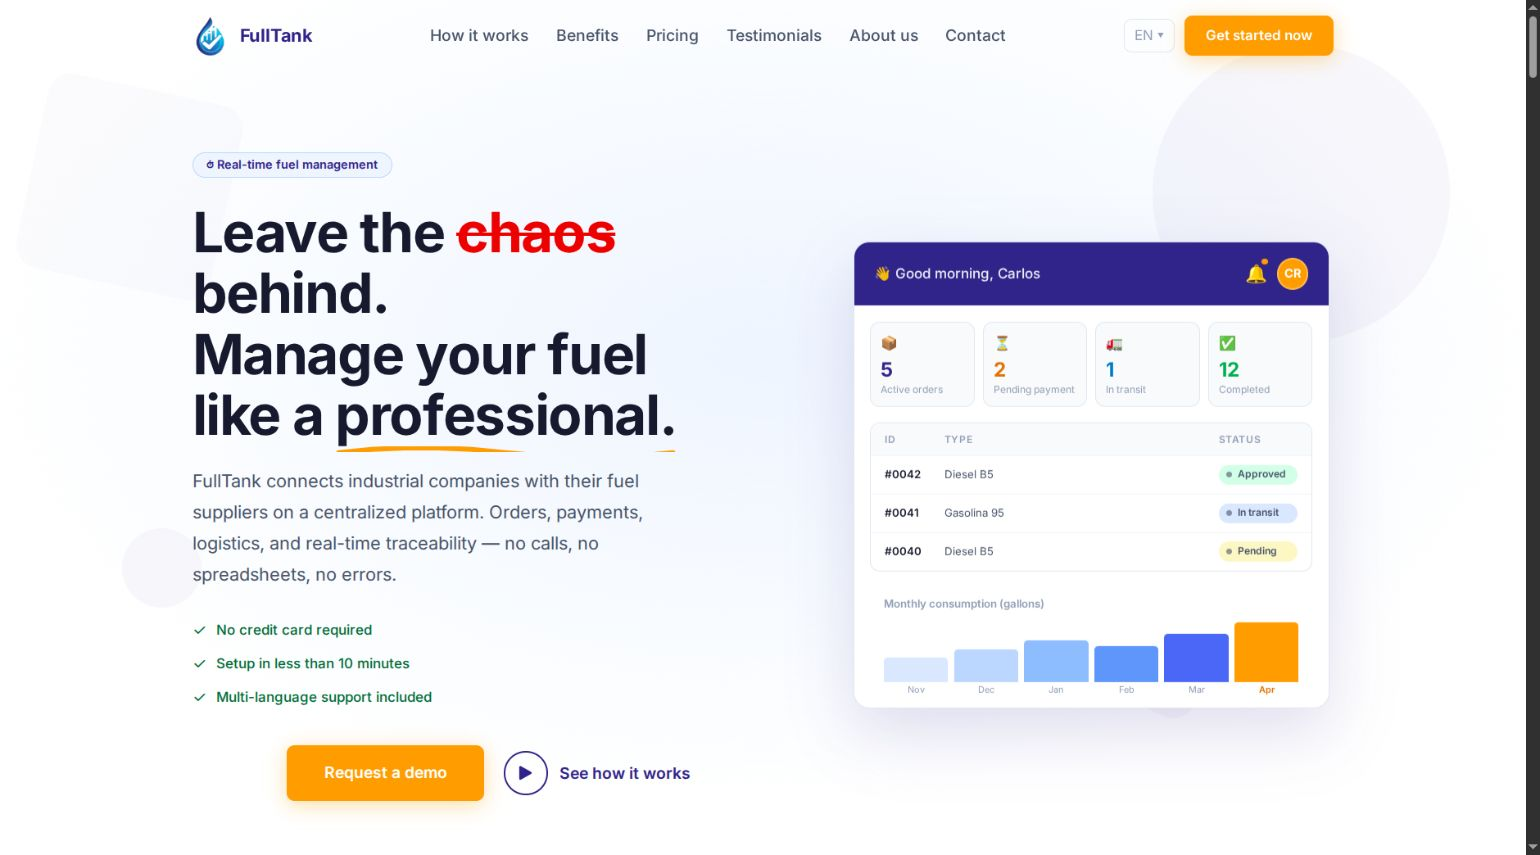 FullTank
How it works
Benefits
Pricing
Testimonials
About us
Contact
EN ▾
Get started now
⏱ Real-time fuel management
Leave the chaos
behind.
Manage your fuel
like a professional.
FullTank connects industrial companies with their fuel
suppliers on a centralized platform. Orders, payments,
logistics, and real-time traceability — no calls, no
spreadsheets, no errors.
✓ No credit card required
✓ Setup in less than 10 minutes
✓ Multi-language support included
Request a demo
See how it works
👋 Good morning, Carlos
CR
5
Active orders
2
Pending payment
1
In transit
12
Completed
ID TYPE STATUS
#0042 Diesel B5 Approved
#0041 Gasolina 95 In transit
#0040 Diesel B5 Pending
Monthly consumption (gallons)
Nov Dec Jan Feb Mar Apr